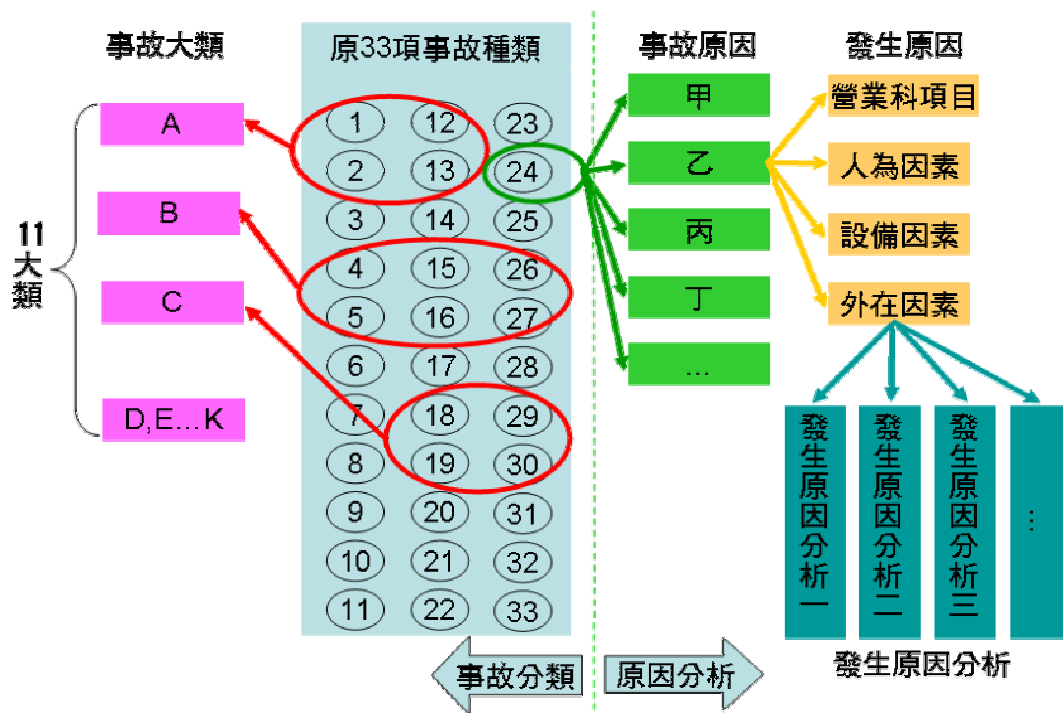 事故大類
11大類
A
B
C
D,E...K
原33項事故種類
1 12 23
2 13 24
3 14 25
4 15 26
5 16 27
6 17 28
7 18 29
8 19 30
9 20 31
10 21 32
11 22 33
事故原因
甲
乙
丙
丁
...
發生原因
營業科項目
人為因素
設備因素
外在因素
發生原因分析一
發生原因分析二
發生原因分析三
...
發生原因分析
事故分類
原因分析